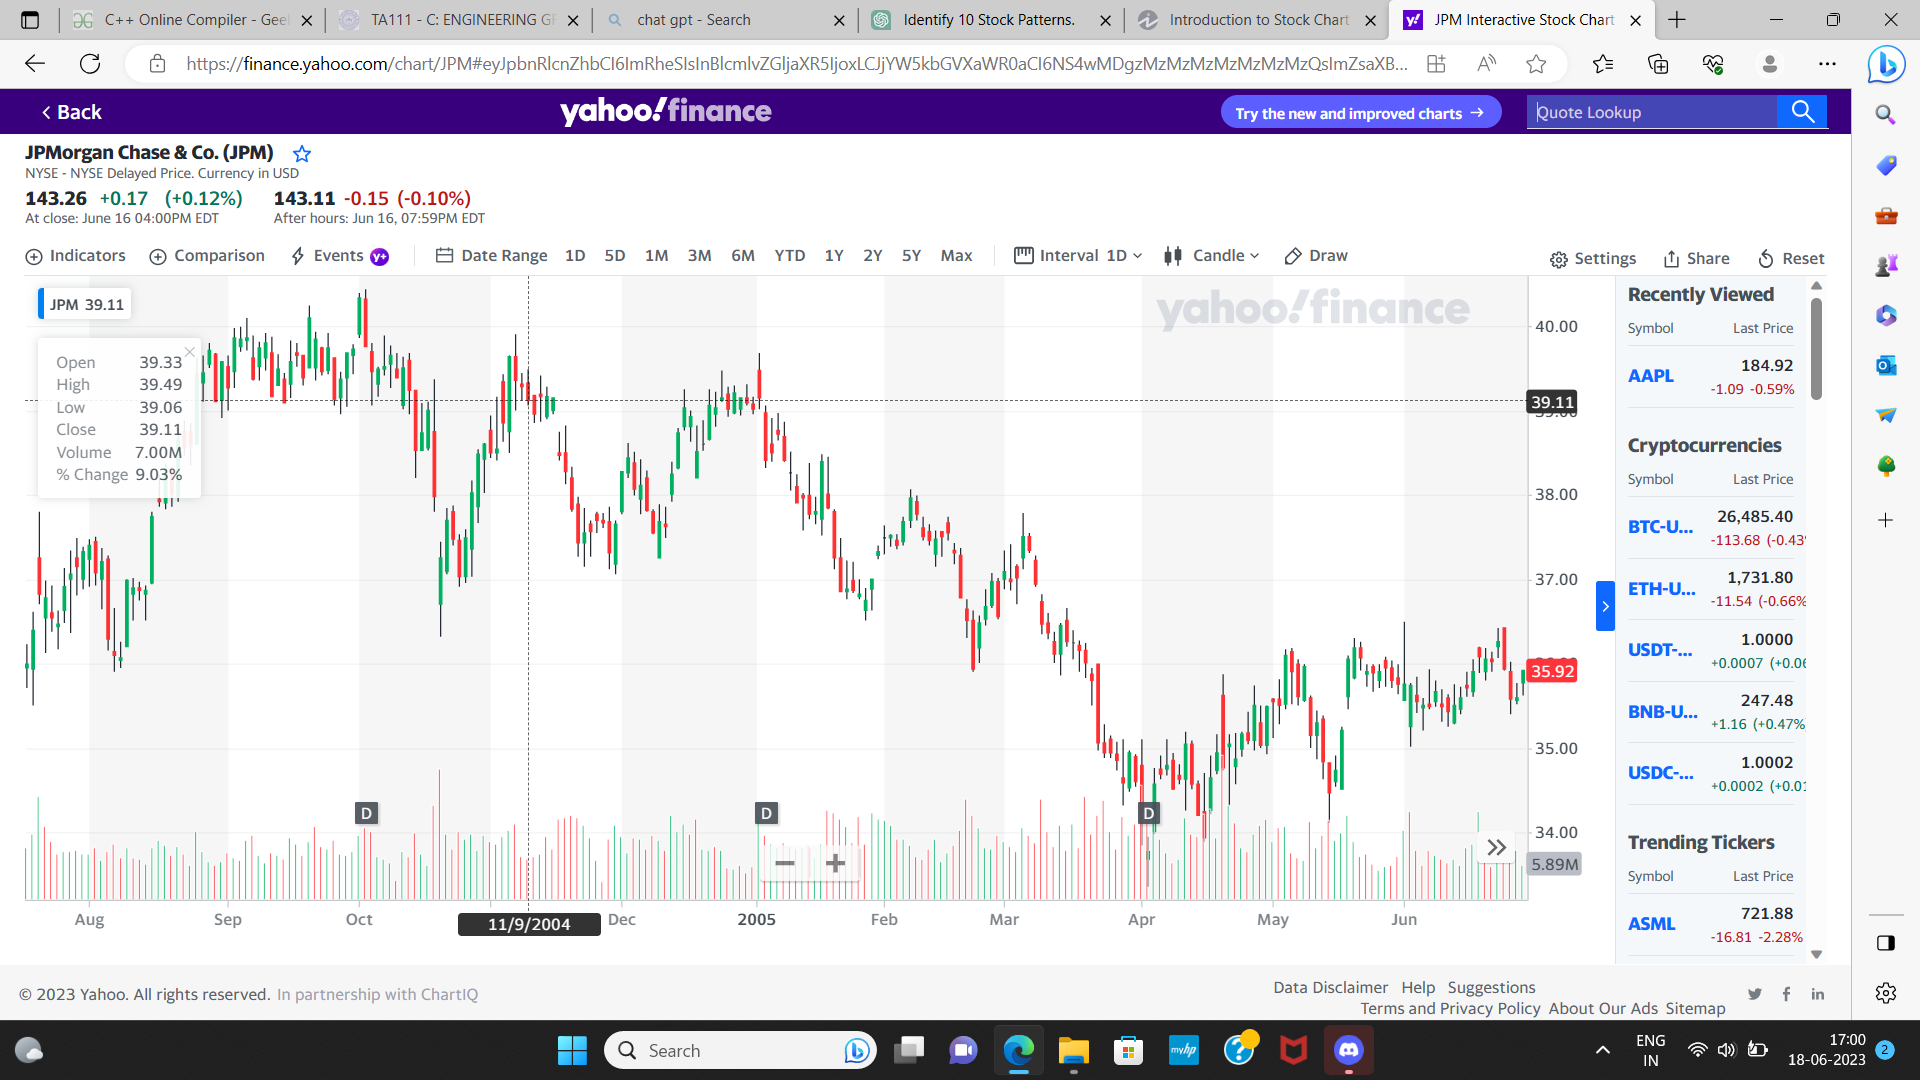 C++ Online Compiler - Gee
TA111 - C: ENGINEERING GF
chat gpt - Search
Identify 10 Stock Patterns.
Introduction to Stock Chart
JPM Interactive Stock Chart
https://finance.yahoo.com/chart/JPM#
Back
yahoo!finance
Try the new and improved charts →
Quote Lookup
JPMorgan Chase & Co. (JPM)
NYSE - NYSE Delayed Price. Currency in USD
143.26 +0.17 (+0.12%) 143.11 -0.15 (-0.10%)
At close: June 16 04:00PM EDT After hours: Jun 16, 07:59PM EDT
Indicators Comparison Events y+ Date Range 1D 5D 1M 3M 6M YTD 1Y 2Y 5Y Max Interval 1D Candle Draw Settings Share Reset
JPM 39.11
Open 39.33
High 39.49
Low 39.06
Close 39.11
Volume 7.00M
% Change 9.03%
yahoo!finance
40.00
39.11
39.00
38.00
37.00
35.92
35.00
34.00
5.89M
D D D
Aug Sep Oct 11/9/2004 Dec 2005 Feb Mar Apr May Jun
Recently Viewed
Symbol Last Price
AAPL 184.92
-1.09 -0.59%
Cryptocurrencies
Symbol Last Price
BTC-U... 26,485.40
-113.68 (-0.43
ETH-U... 1,731.80
-11.54 (-0.66%
USDT-... 1.0000
+0.0007 (+0.06
BNB-U... 247.48
+1.16 (+0.47%
USDC-... 1.0002
+0.0002 (+0.01
Trending Tickers
Symbol Last Price
ASML 721.88
-16.81 -2.28%
© 2023 Yahoo. All rights reserved. In partnership with ChartIQ
Data Disclaimer Help Suggestions
Terms and Privacy Policy About Our Ads Sitemap
Search
myhp
ENG
IN
17:00
18-06-2023
2